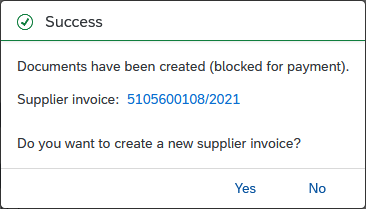 Success
Documents have been created (blocked for payment).
Supplier invoice: 5105600108/2021
Do you want to create a new supplier invoice?
Yes No